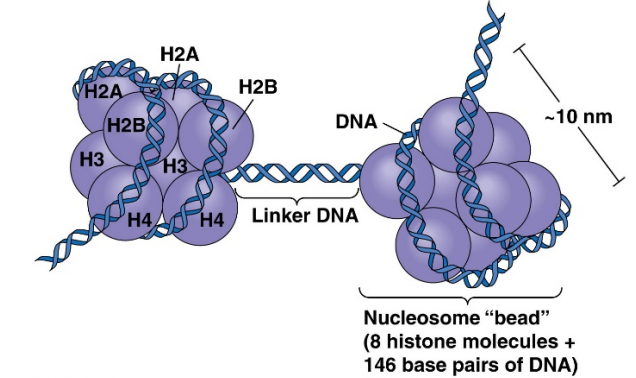 H2A
H2A
H2B
H2B
H3
H3
H4
H4
Linker DNA
DNA
~10 nm
Nucleosome “bead”
(8 histone molecules +
146 base pairs of DNA)